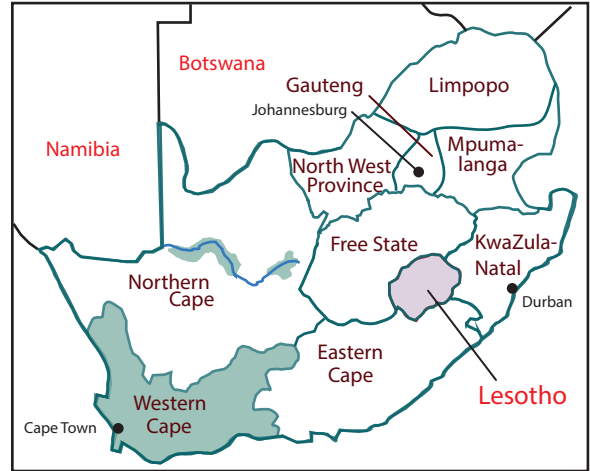 Botswana
Limpopo
Gauteng
Johannesburg
Namibia
Mpuma-
langa
North West
Province
Free State
KwaZula-
Natal
Northern
Cape
Durban
Eastern
Cape
Lesotho
Western
Cape
Cape Town